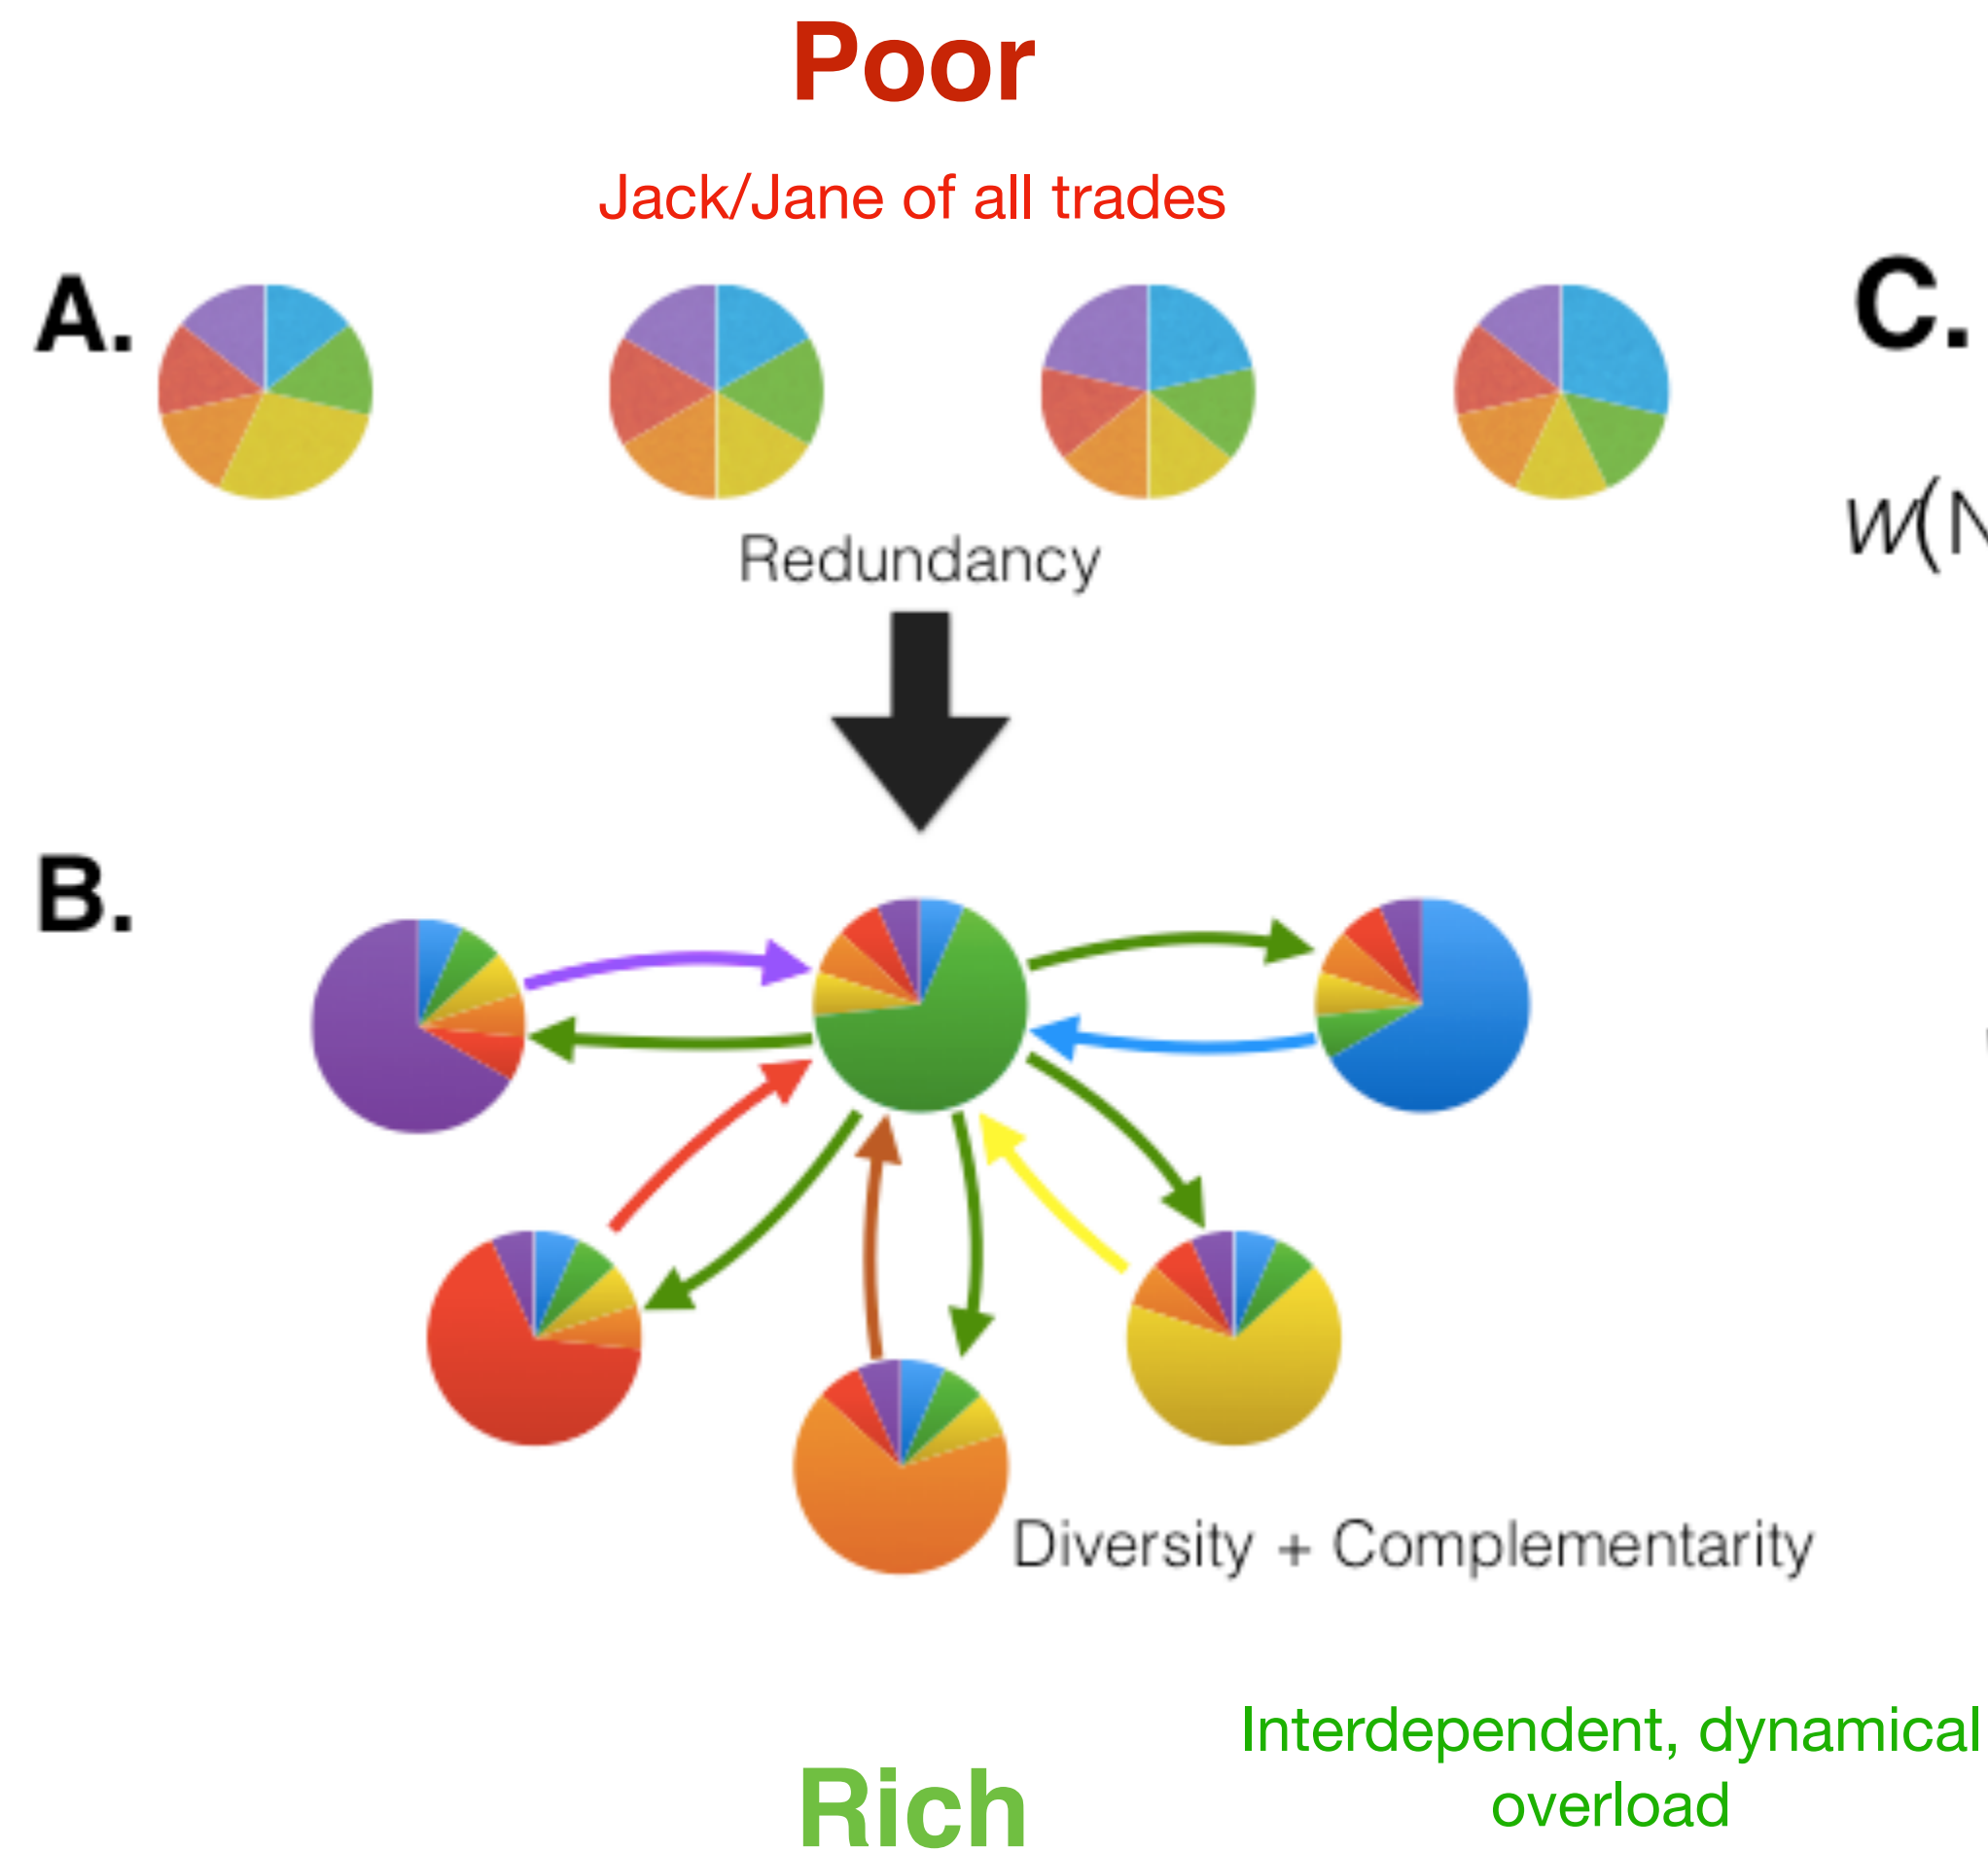 Poor
Jack/Jane of all trades
A.
C.
W(N
Redundancy
B.
Diversity + Complementarity
Interdependent, dynamical
overload
Rich